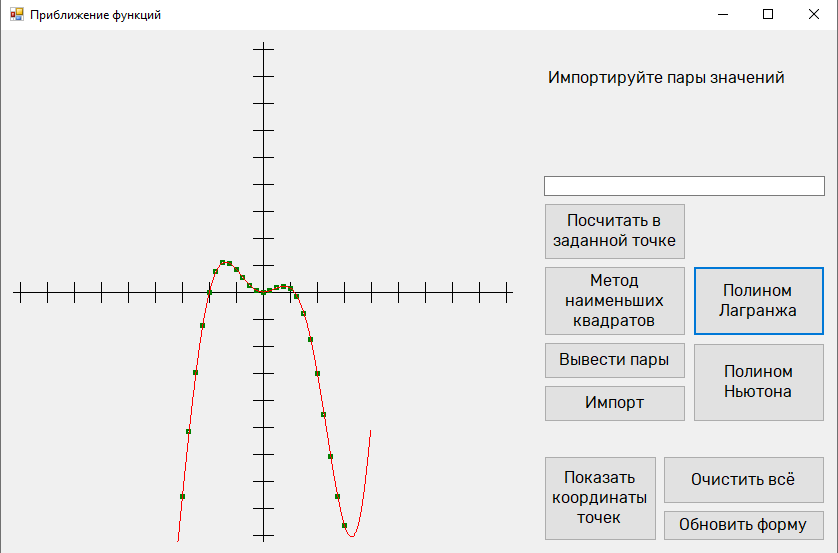 Приближение функций
Импортируйте пары значений
Посчитать в
заданной точке
Метод
наименьших
квадратов
Полином
Лагранжа
Вывести пары
Полином
Ньютона
Импорт
Показать
координаты
точек
Очистить всё
Обновить форму